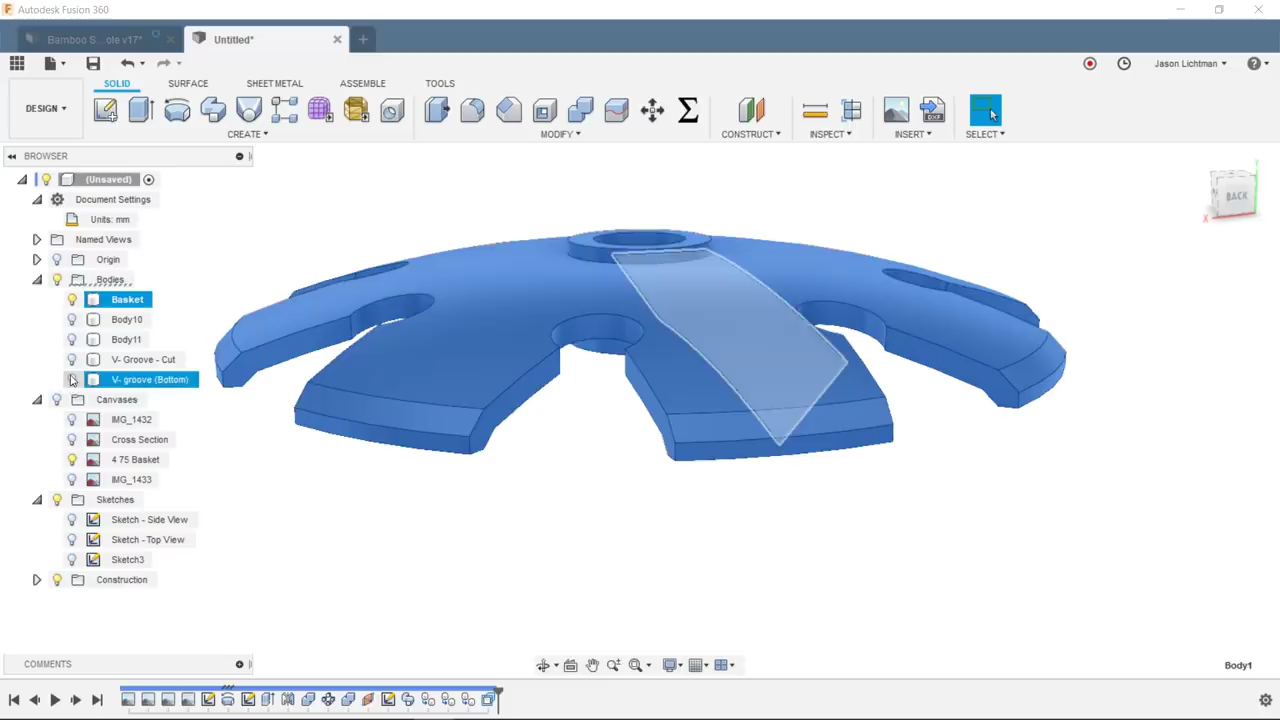 Autodesk Fusion 360
Bamboo S... ole v17*
Untitled*
Jason Lichtman
DESIGN
SOLID SURFACE SHEET METAL ASSEMBLE TOOLS
CREATE MODIFY CONSTRUCT INSPECT INSERT SELECT
BROWSER
(Unsaved)
Document Settings
Units: mm
Named Views
Origin
Bodies
Basket
Body10
Body11
V- Groove - Cut
V- groove (Bottom)
Canvases
IMG_1432
Cross Section
4 75 Basket
IMG_1433
Sketches
Sketch - Side View
Sketch - Top View
Sketch3
Construction
BACK
X
Y
COMMENTS
Body1